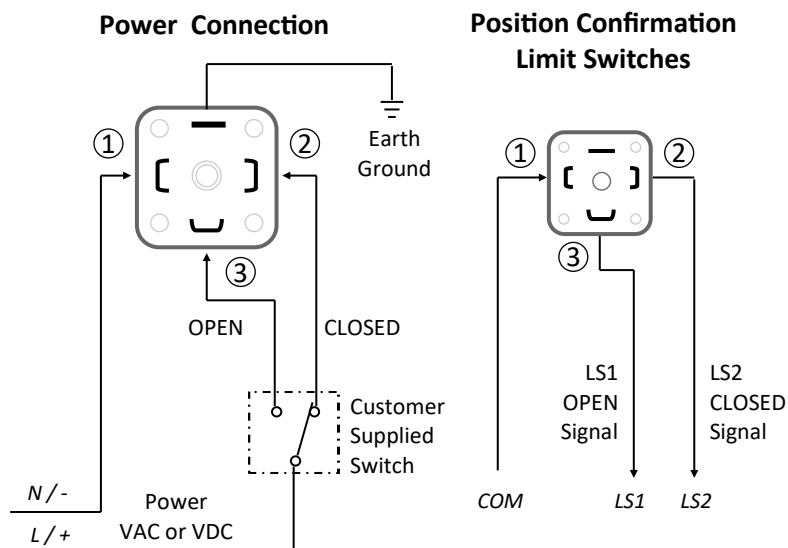 Power Connection
①
②
Earth
Ground
③
OPEN
CLOSED
Customer
Supplied
Switch
N / -
L / +
Power
VAC or VDC
Position Confirmation
Limit Switches
①
②
③
LS1
OPEN
Signal
LS2
CLOSED
Signal
COM
LS1
LS2